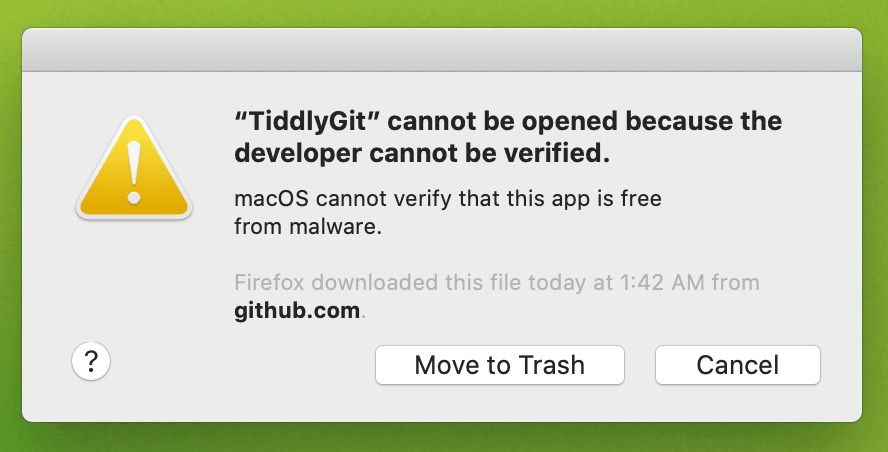 “TiddlyGit” cannot be opened because the
developer cannot be verified.
macOS cannot verify that this app is free
from malware.
Firefox downloaded this file today at 1:42 AM from
github.com.
?
Move to Trash
Cancel